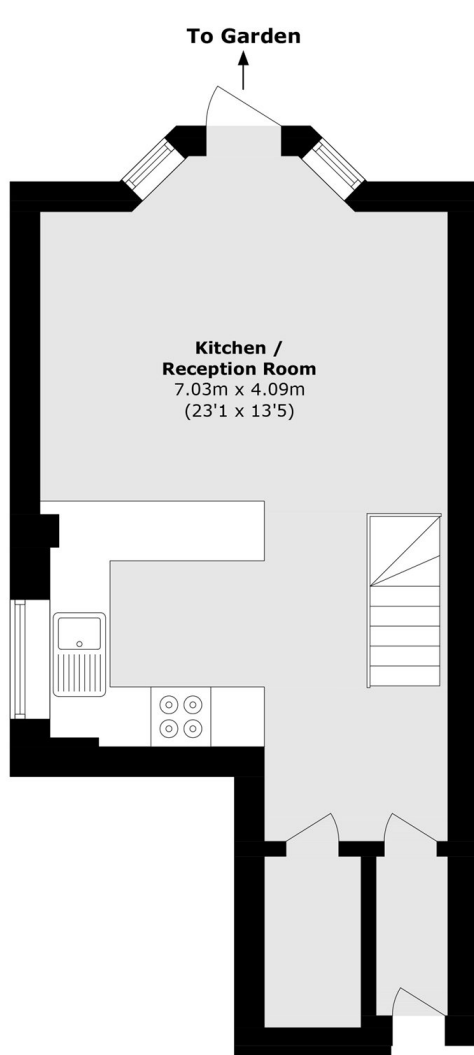 To Garden
Kitchen /
Reception Room
7.03m x 4.09m
(23'1 x 13'5)